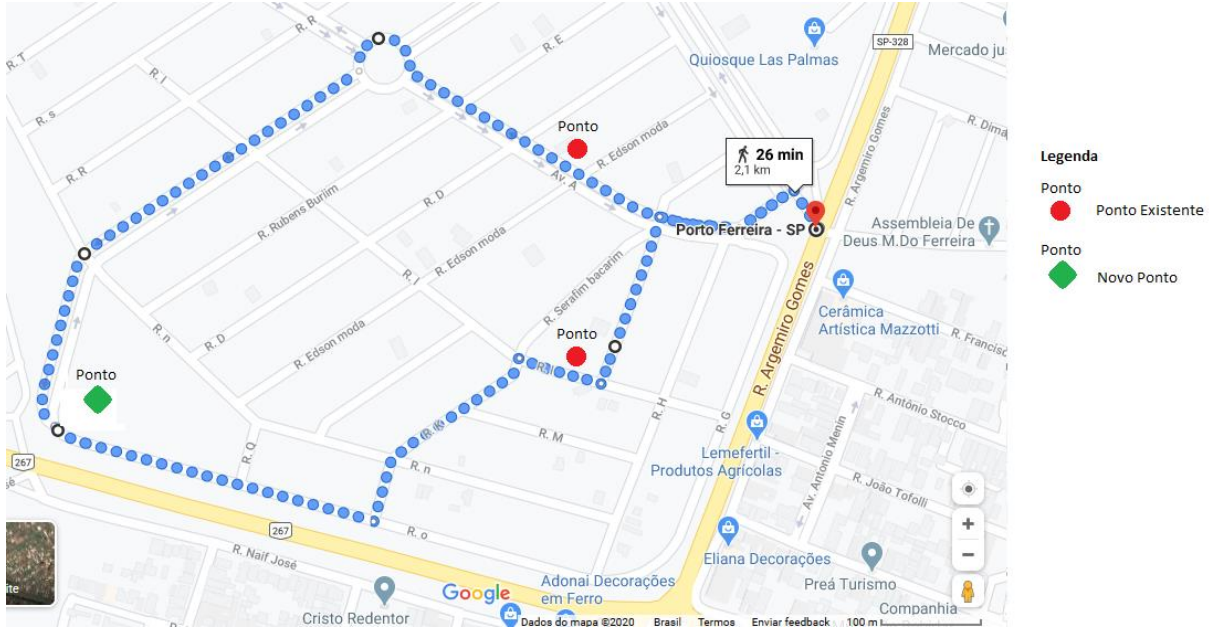 R. R
R. T
R. E
SP-328
Quiosque Las Palmas
Mercado ju
R. I
R. s
Ponto
R. Edson moda
R. Dima
R. Argemiro Gomes
26 min
2,1 km
Av. A
R. R
R. D
R. Rubens Buriim
Porto Ferreira - SP
Assembleia De
Deus M.Do Ferreira
R. Edson moda
R. I
R. Serafim bacarim
R. n
R. D
R. Edson moda
Ponto
R. Argemiro Gomes
Cerâmica
Artística Mazzotti
R. Francisc
Ponto
R. H
R. G
R. Antônio Stocco
R. K
R. M
R. Q
R. n
Lemefertil -
Produtos Agrícolas
Av. Antonio Menin
R. João Tofolli
267
267
R. o
R. Naif José
Eliana Decorações
Preá Turismo
Adonai Decorações
em Ferro
Cristo Redentor
Companhia
Google
Dados do mapa ©2020
Brasil
Termos
Enviar feedback
100 m
Legenda
Ponto
Ponto Existente
Ponto
Novo Ponto